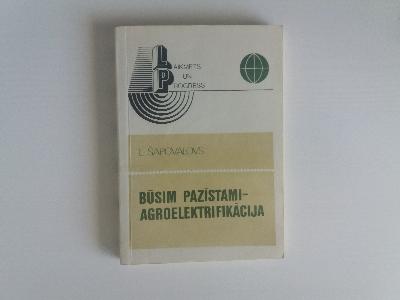 LAIKMETS
UN
PROGRESS
L. ŠAPOVALOVS
BŪSIM PAZĪSTAMI-
AGROELEKTRIFIKĀCIJA